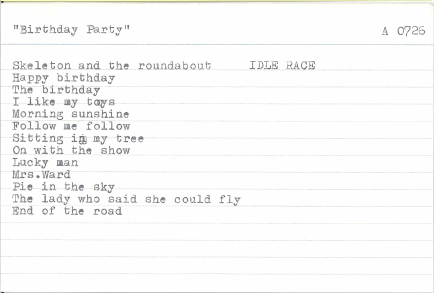 "Birthday Party" A 0726
Skeleton and the roundabout IDLE RACE
Happy birthday
The birthday
I like my toys
Morning sunshine
Follow me follow
Sitting in my tree
On with the show
Lucky man
Mrs.Ward
Pie in the sky
The lady who said she could fly
End of the road